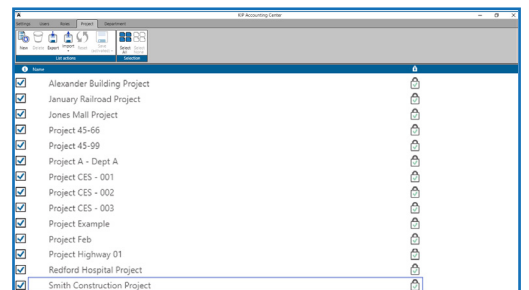 KIP Accounting Center
Settings Users Roles Project Department
New Delete Export Import Reset Save
Select All Select None
List actions Selection
Name
Alexander Building Project
January Railroad Project
Jones Mall Project
Project 45-66
Project 45-99
Project A - Dept A
Project CES - 001
Project CES - 002
Project CES - 003
Project Example
Project Feb
Project Highway 01
Redford Hospital Project
Smith Construction Project